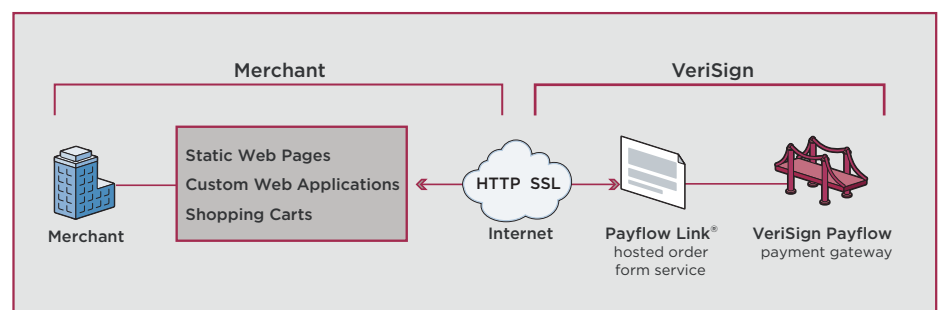 Merchant
VeriSign
Static Web Pages
Custom Web Applications
Shopping Carts
HTTP SSL
Merchant
Internet
Payflow Link®
hosted order
form service
VeriSign Payflow
payment gateway